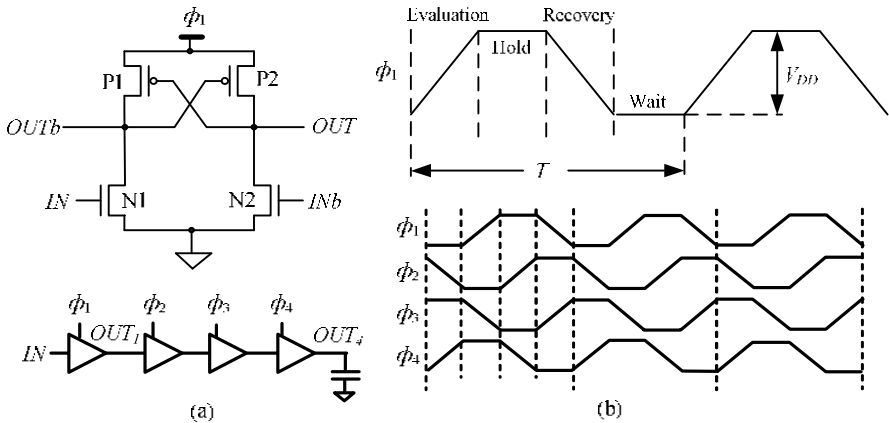 ϕ1
P1
P2
OUTb
OUT
IN
N1
N2
INb
ϕ1
ϕ2
ϕ3
ϕ4
IN
OUT1
OUT4
(a)
Evaluation
Recovery
Hold
ϕ1
Wait
VDD
T
ϕ1
ϕ2
ϕ3
ϕ4
(b)